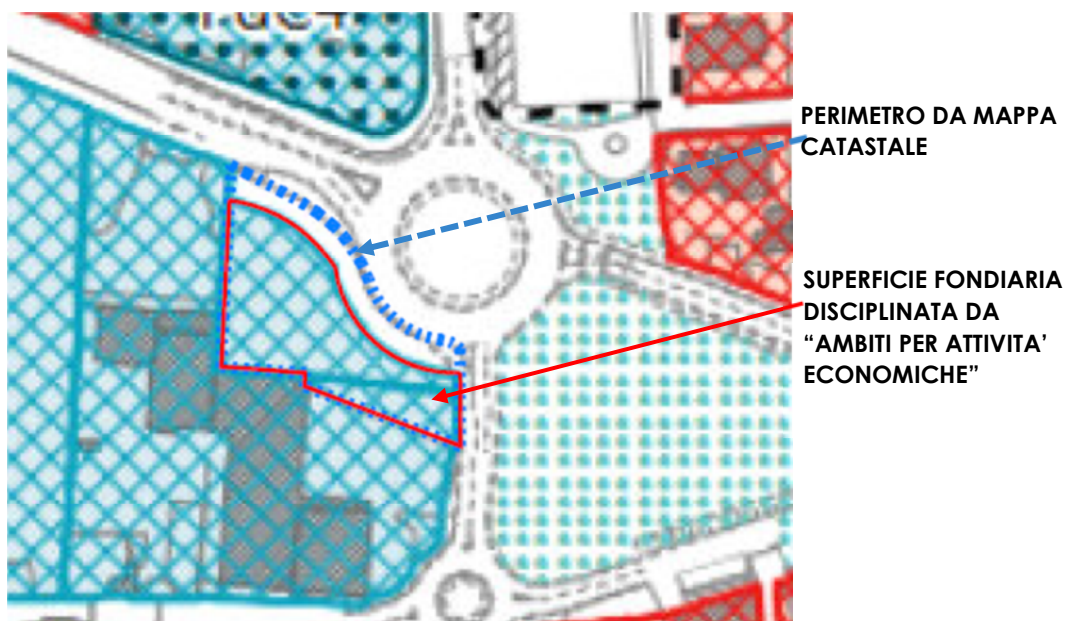 PERIMETRO DA MAPPA
CATASTALE
SUPERFICIE FONDIARIA
DISCIPLINATA DA
“AMBITI PER ATTIVITA’
ECONOMICHE”